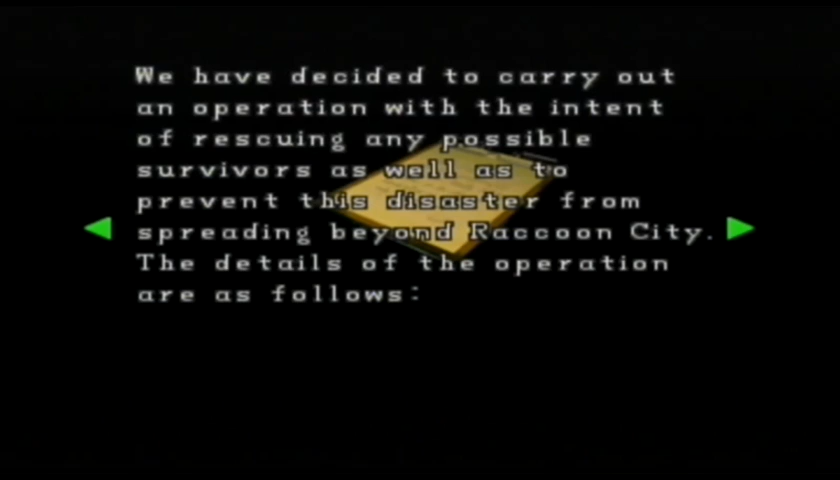 We have decided to carry out
an operation with the intent
of rescuing any possible
survivors as well as to
prevent this disaster from
spreading beyond Raccoon City.
The details of the operation
are as follows: